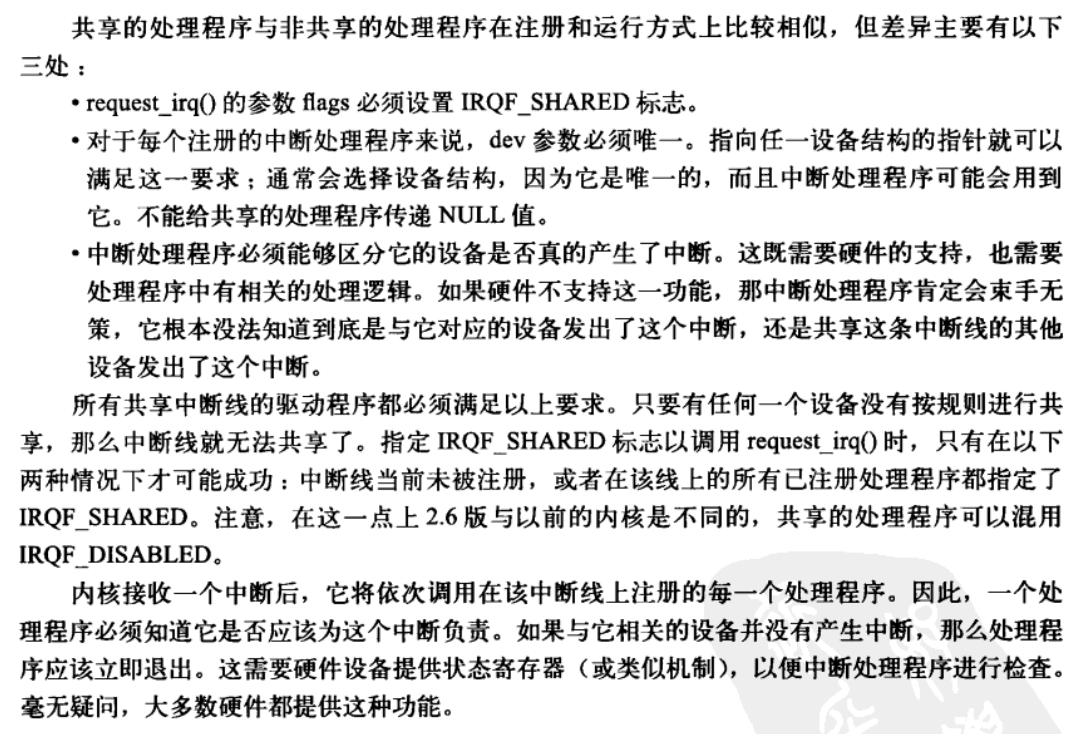 共享的处理程序与非共享的处理程序在注册和运行方式上比较相似，但差异主要有以下
三处：
• request_irq() 的参数 flags 必须设置 IRQF_SHARED 标志。
• 对于每个注册的中断处理程序来说，dev 参数必须唯一。指向任一设备结构的指针就可以
满足这一要求；通常会选择设备结构，因为它是唯一的，而且中断处理程序可能会用到
它。不能给共享的处理程序传递 NULL 值。
• 中断处理程序必须能够区分它的设备是否真的产生了中断。这既需要硬件的支持，也需要
处理程序中有相关的处理逻辑。如果硬件不支持这一功能，那中断处理程序肯定会束手无
策，它根本没法知道到底是与它对应的设备发出了这个中断，还是共享这条中断线的其他
设备发出了这个中断。
所有共享中断线的驱动程序都必须满足以上要求。只要有任何一个设备没有按规则进行共
享，那么中断线就无法共享了。指定 IRQF_SHARED 标志以调用 request_irq() 时，只有在以下
两种情况下才可能成功：中断线当前未被注册，或者在该线上的所有已注册处理程序都指定了
IRQF_SHARED。注意，在这一点上 2.6 版与以前的内核是不同的，共享的处理程序可以混用
IRQF_DISABLED。
内核接收一个中断后，它将依次调用在该中断线上注册的每一个处理程序。因此，一个处
理程序必须知道它是否应该为这个中断负责。如果与它相关的设备并没有产生中断，那么处理程
序应该立即退出。这需要硬件设备提供状态寄存器（或类似机制），以便中断处理程序进行检查。
毫无疑问，大多数硬件都提供这种功能。